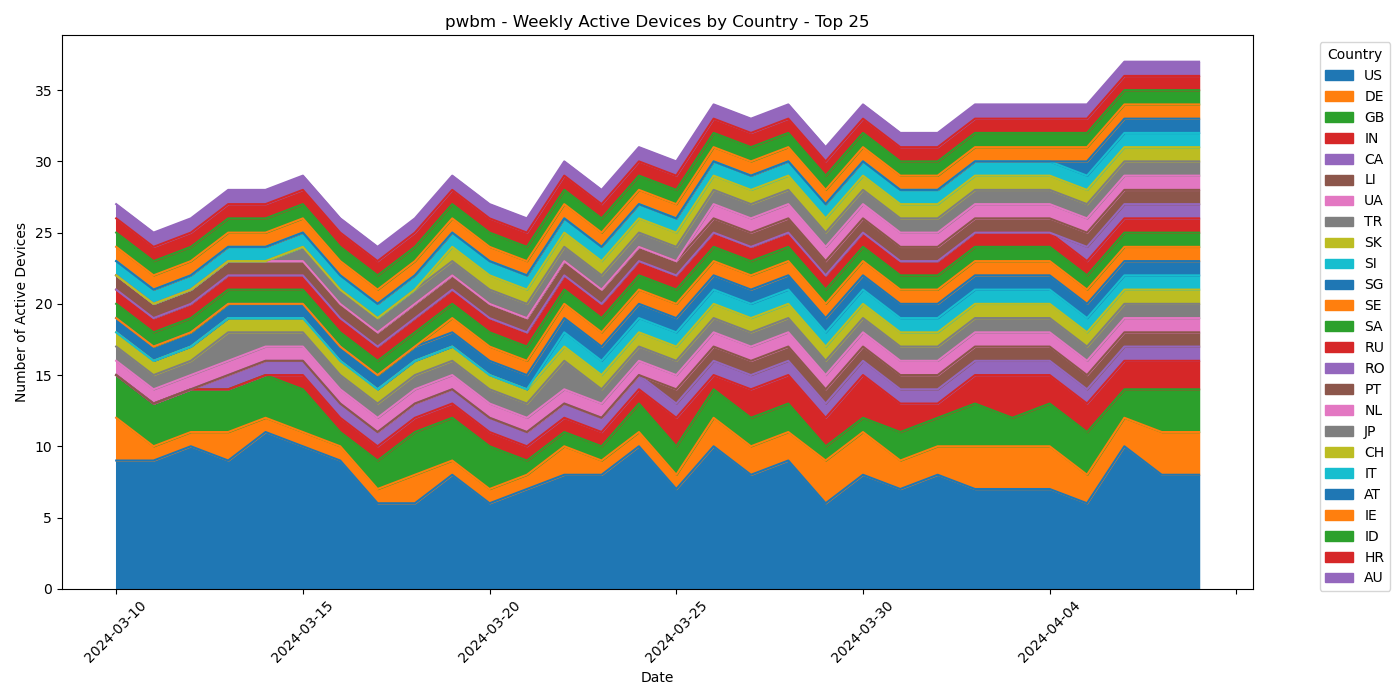 pwbm - Weekly Active Devices by Country - Top 25
Number of Active Devices
35
30
25
20
15
10
5
0
2024-03-10
2024-03-15
2024-03-20
2024-03-25
2024-03-30
2024-04-04
Date
Country
US
DE
GB
IN
CA
LI
UA
TR
SK
SI
SG
SE
SA
RU
RO
PT
NL
JP
CH
IT
AT
IE
ID
HR
AU